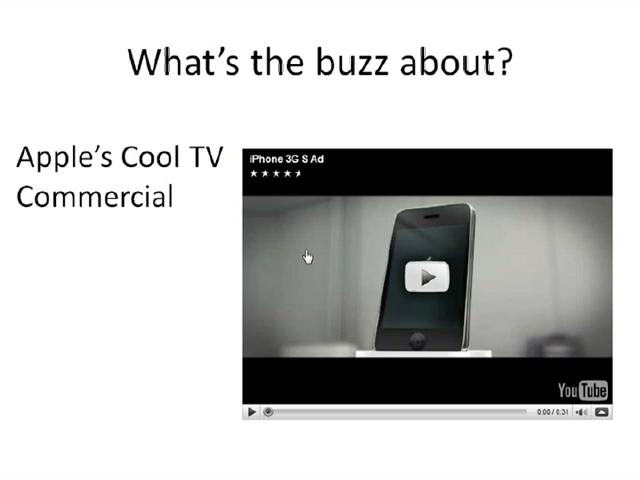 What's the buzz about?
Apple's Cool TV
Commercial
iPhone 3G S Ad
YouTube
0:00 / 0:31